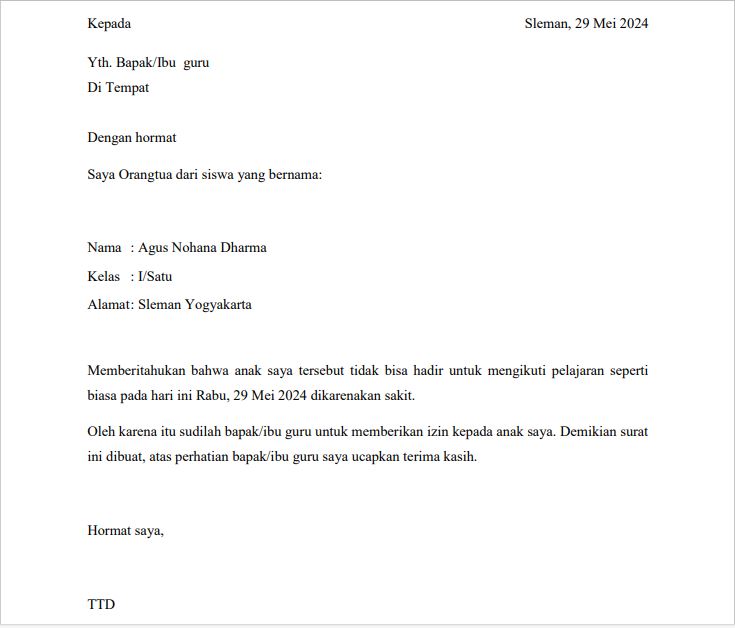 Kepada Sleman, 29 Mei 2024
Yth. Bapak/Ibu guru
Di Tempat
Dengan hormat
Saya Orangtua dari siswa yang bernama:
Nama : Agus Nohana Dharma
Kelas : I/Satu
Alamat: Sleman Yogyakarta
Memberitahukan bahwa anak saya tersebut tidak bisa hadir untuk mengikuti pelajaran seperti
biasa pada hari ini Rabu, 29 Mei 2024 dikarenakan sakit.
Oleh karena itu sudilah bapak/ibu guru untuk memberikan izin kepada anak saya. Demikian surat
ini dibuat, atas perhatian bapak/ibu guru saya ucapkan terima kasih.
Hormat saya,
TTD